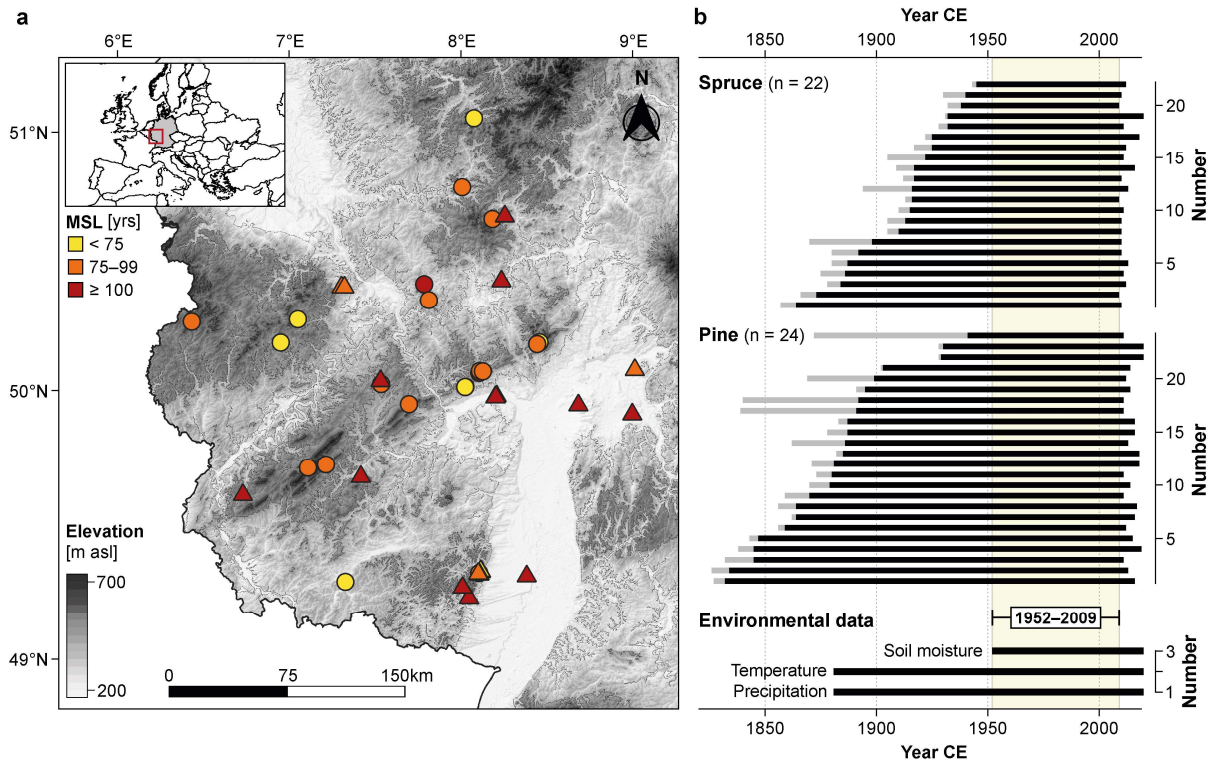 a
6°E 7°E 8°E 9°E
N
51°N
MSL [yrs]
< 75
75–99
≥ 100
50°N
Elevation
[m asl]
700
200
49°N
0 75 150km
b
Year CE
1850 1900 1950 2000
Spruce (n = 22)
20
15
10
5
Number
Pine (n = 24)
20
14
10
5
Number
Environmental data
1952–2009
Soil moisture
Temperature
Precipitation
3
2
1
Number
1850 1900 1950 2000
Year CE